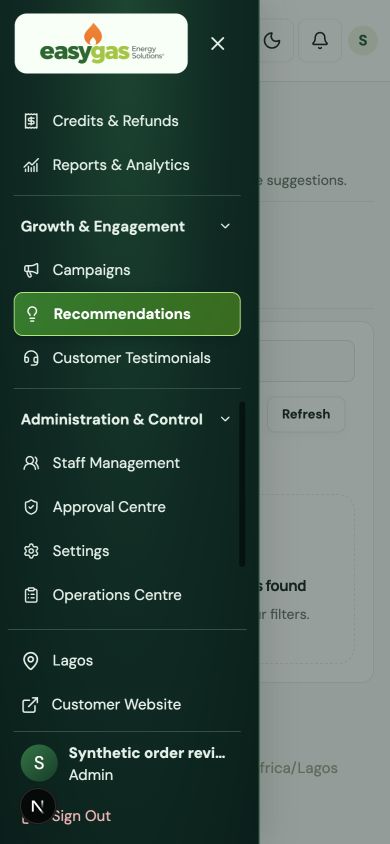 easygas Energy Solutions
S
Credits & Refunds
Reports & Analytics
suggestions.
Growth & Engagement
Campaigns
Recommendations
Customer Testimonials
Administration & Control
Refresh
Staff Management
Approval Centre
Settings
found
Operations Centre
filters.
Lagos
Customer Website
S
Synthetic order revi...
Admin
frica/Lagos
N
Sign Out